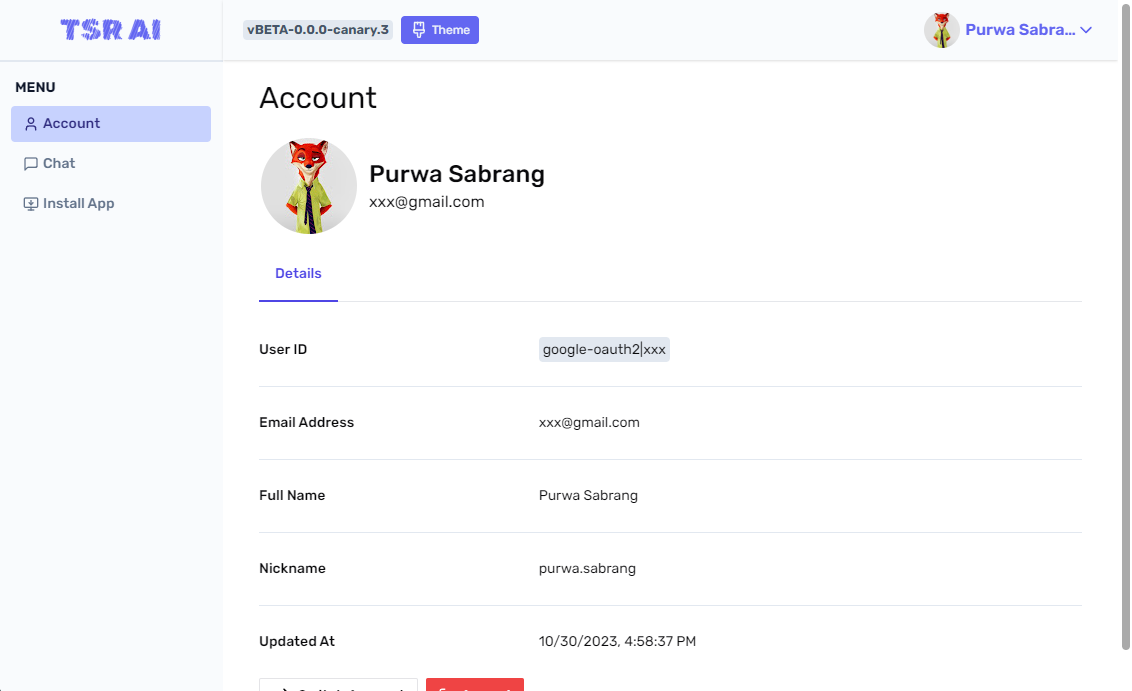 TSR AI
vBETA-0.0.0-canary.3
Theme
Purwa Sabra...
MENU
Account
Chat
Install App
Account
Purwa Sabrang
xxx@gmail.com
Details
User ID
google-oauth2|xxx
Email Address
xxx@gmail.com
Full Name
Purwa Sabrang
Nickname
purwa.sabrang
Updated At
10/30/2023, 4:58:37 PM